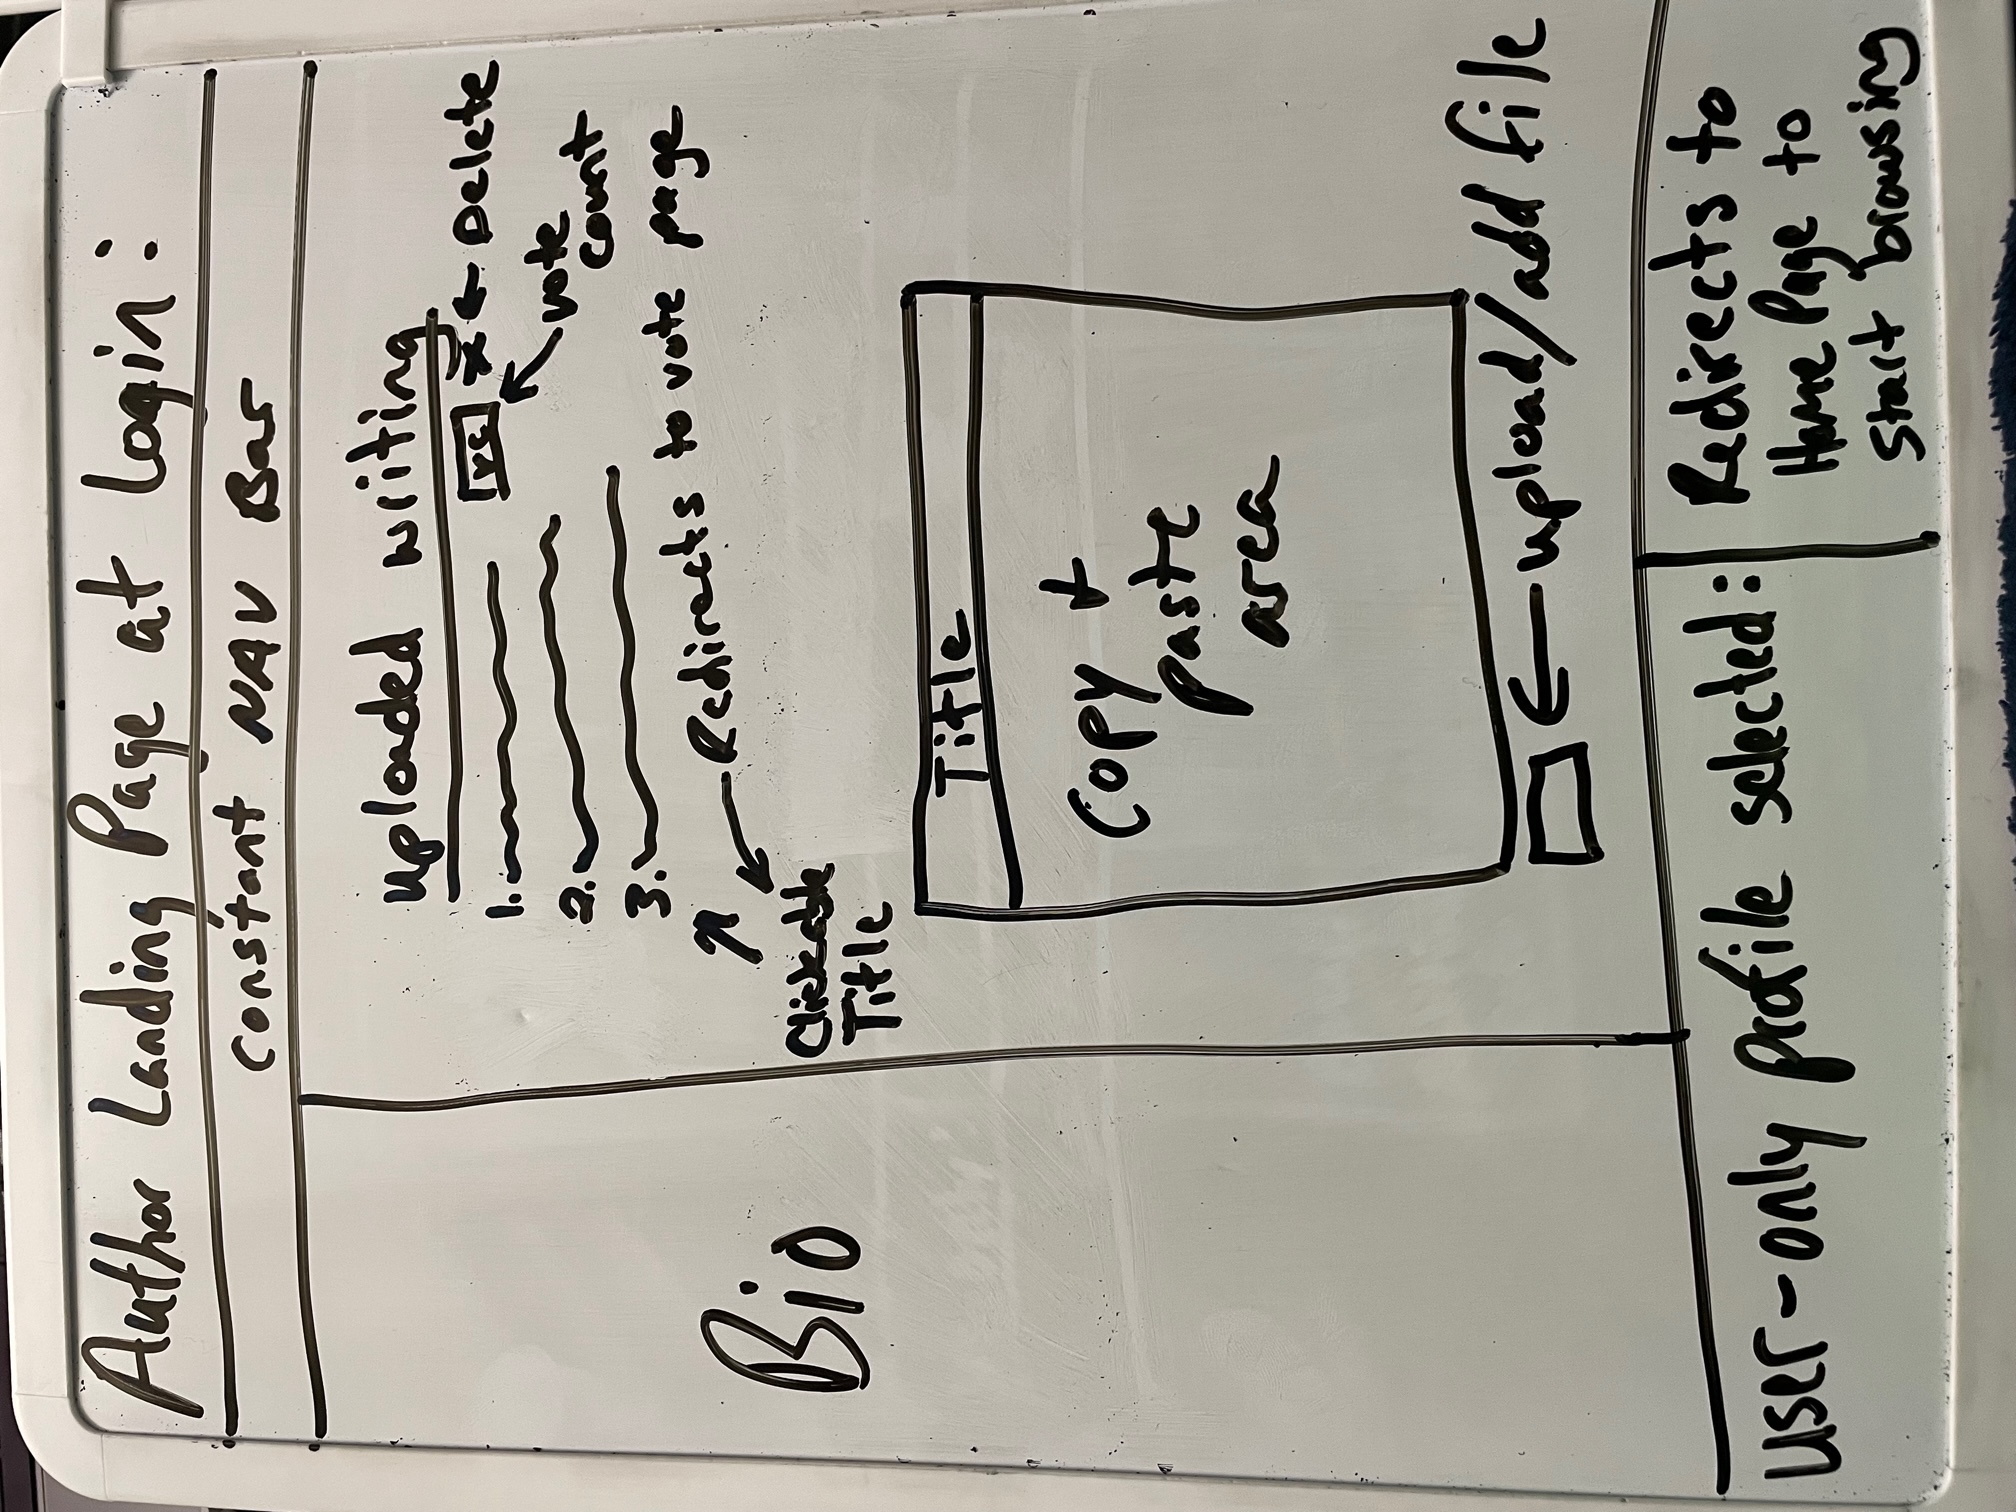 Author Landing Page at Login:
constant NAV Bar
uploaded writing
1.
vc
x
Delete
vote
count
2.
3.
Redirects to vote page
Clickable
Title
Bio
Title
Copy +
paste
area
upload/add file
user-only profile selected:
Redirects to
Home Page to
start browsing